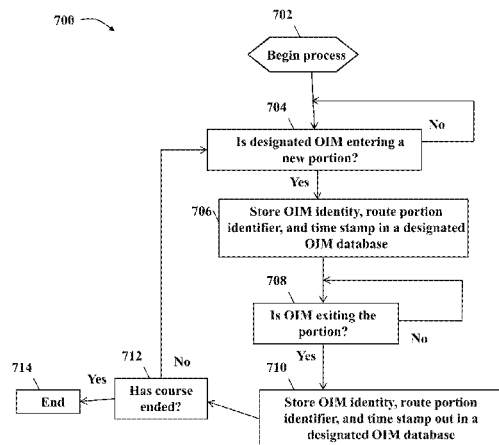 700
702
Begin process
704
No
Is designated OIM entering a
new portion?
Yes
706
Store OIM identity, route portion
identifier, and time stamp in a designated
OIM database
708
Is OIM exiting the
portion?
No
Yes
710
Store OIM identity, route portion
identifier, and time stamp out in
a designated OIM database
712
No
Has course
ended?
Yes
714
End